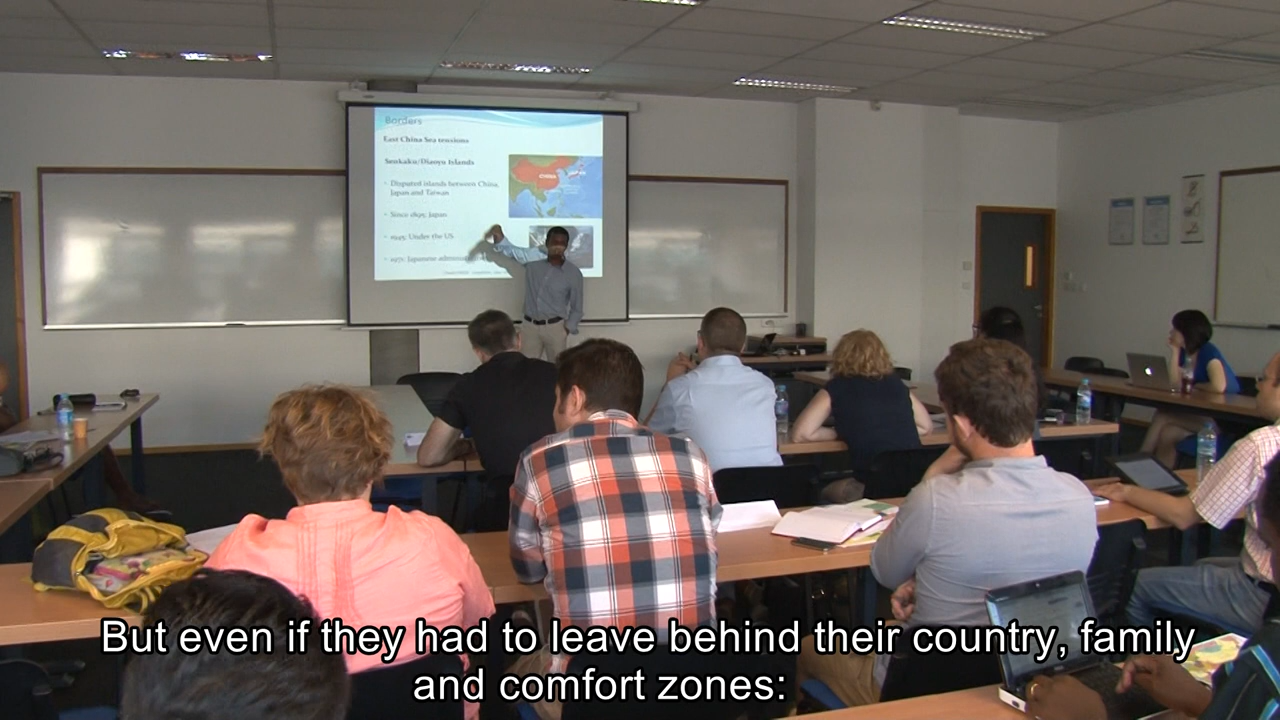 Borders
East China Sea tensions
Senkaku/Diaoyu Islands
- Disputed islands between China,
Japan and Taiwan
CHINA
- Since 1895: Japan
- 1945: Under the US
- 1971: Japanese
But even if they had to leave behind their country, family
and comfort zones: